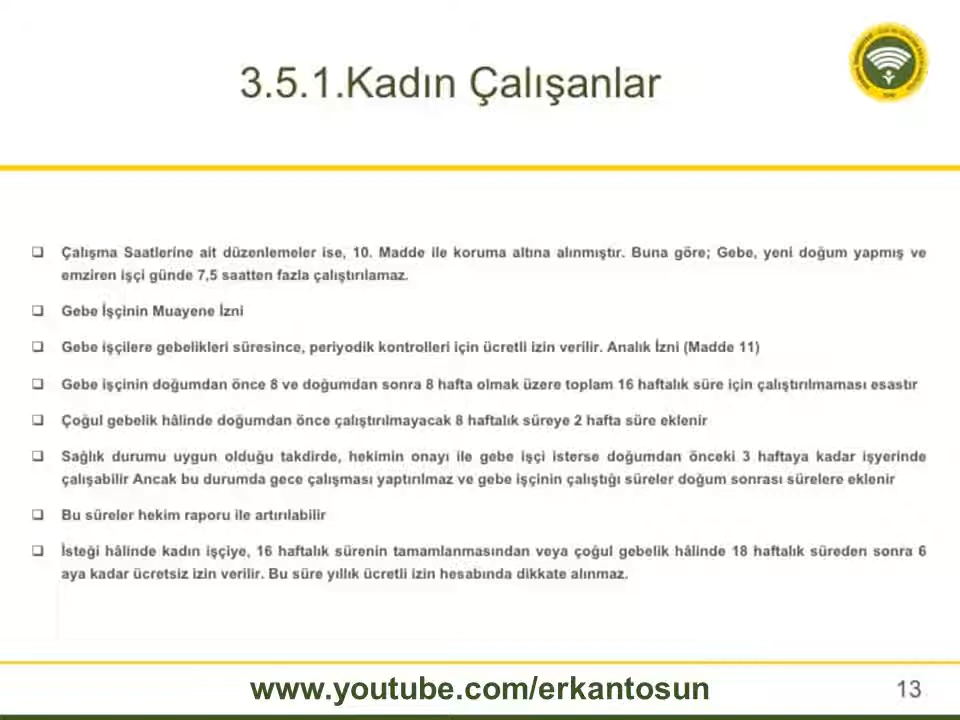 3.5.1.Kadın Çalışanlar
❑ Çalışma Saatlerine ait düzenlemeler ise, 10. Madde ile koruma altına alınmıştır. Buna göre; Gebe, yeni doğum yapmış ve
emziren işçi günde 7,5 saatten fazla çalıştırılamaz.
❑ Gebe İşçinin Muayene İzni
❑ Gebe işçilere gebelikleri süresince, periyodik kontrolleri için ücretli izin verilir. Analık İzni (Madde 11)
❑ Gebe işçinin doğumdan önce 8 ve doğumdan sonra 8 hafta olmak üzere toplam 16 haftalık süre için çalıştırılmaması esastır
❑ Çoğul gebelik hâlinde doğumdan önce çalıştırılmayacak 8 haftalık süreye 2 hafta süre eklenir
❑ Sağlık durumu uygun olduğu takdirde, hekimin onayı ile gebe işçi isterse doğumdan önceki 3 haftaya kadar işyerinde
çalışabilir Ancak bu durumda gece çalışması yaptırılmaz ve gebe işçinin çalıştığı süreler doğum sonrası sürelere eklenir
❑ Bu süreler hekim raporu ile artırılabilir
❑ İsteği hâlinde kadın işçiye, 16 haftalık sürenin tamamlanmasından veya çoğul gebelik hâlinde 18 haftalık süreden sonra 6
aya kadar ücretsiz izin verilir. Bu süre yıllık ücretli izin hesabında dikkate alınmaz.
www.youtube.com/erkantosun
13